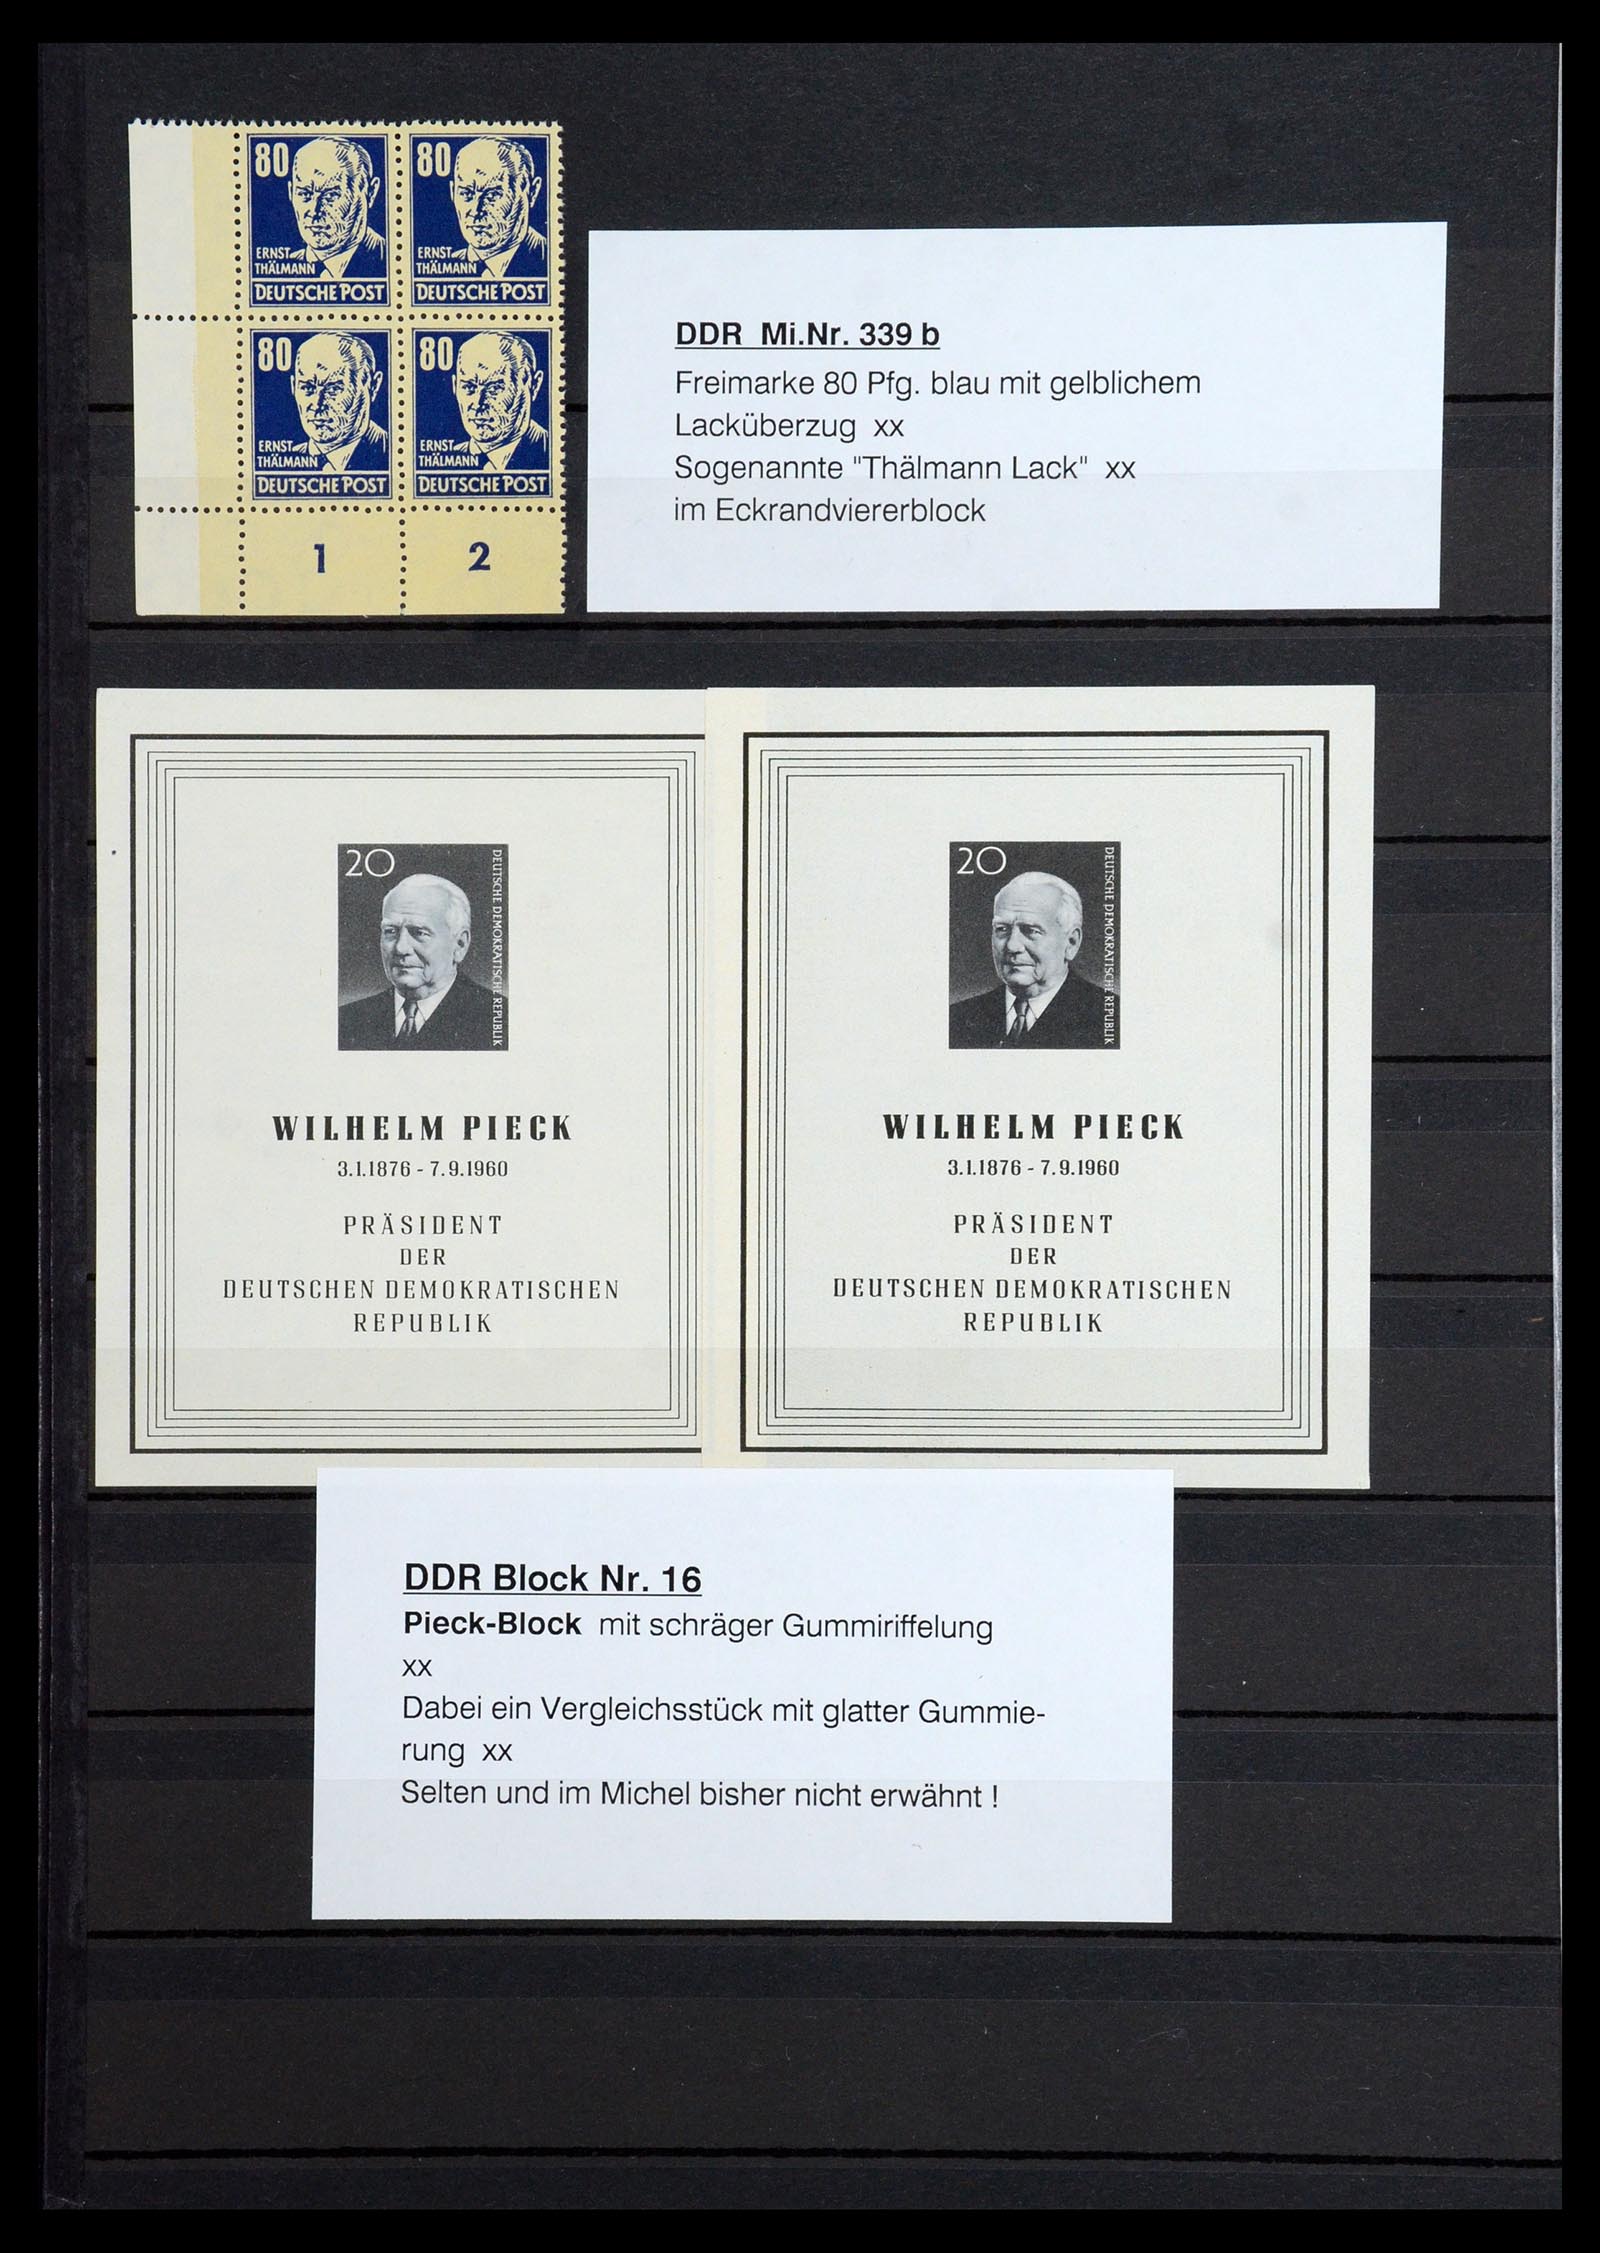 80
ERNST
THÄLMANN
DEUTSCHE POST
80
ERNST
THÄLMANN
DEUTSCHE POST
80
ERNST
THÄLMANN
DEUTSCHE POST
80
ERNST
THÄLMANN
DEUTSCHE POST
1
2
DDR Mi.Nr. 339 b
Freimarke 80 Pfg. blau mit gelblichem
Lacküberzug xx
Sogenannte "Thälmann Lack" xx
im Eckrandviererblock
20
DEUTSCHE DEMOKRATISCHE REPUBLIK
WILHELM PIECK
3.1.1876 - 7.9.1960
PRÄSIDENT
DER
DEUTSCHEN DEMOKRATISCHEN
REPUBLIK
20
DEUTSCHE DEMOKRATISCHE REPUBLIK
WILHELM PIECK
3.1.1876 - 7.9.1960
PRÄSIDENT
DER
DEUTSCHEN DEMOKRATISCHEN
REPUBLIK
DDR Block Nr. 16
Pieck-Block mit schräger Gummiriffelung
xx
Dabei ein Vergleichsstück mit glatter Gummie-
rung xx
Selten und im Michel bisher nicht erwähnt !